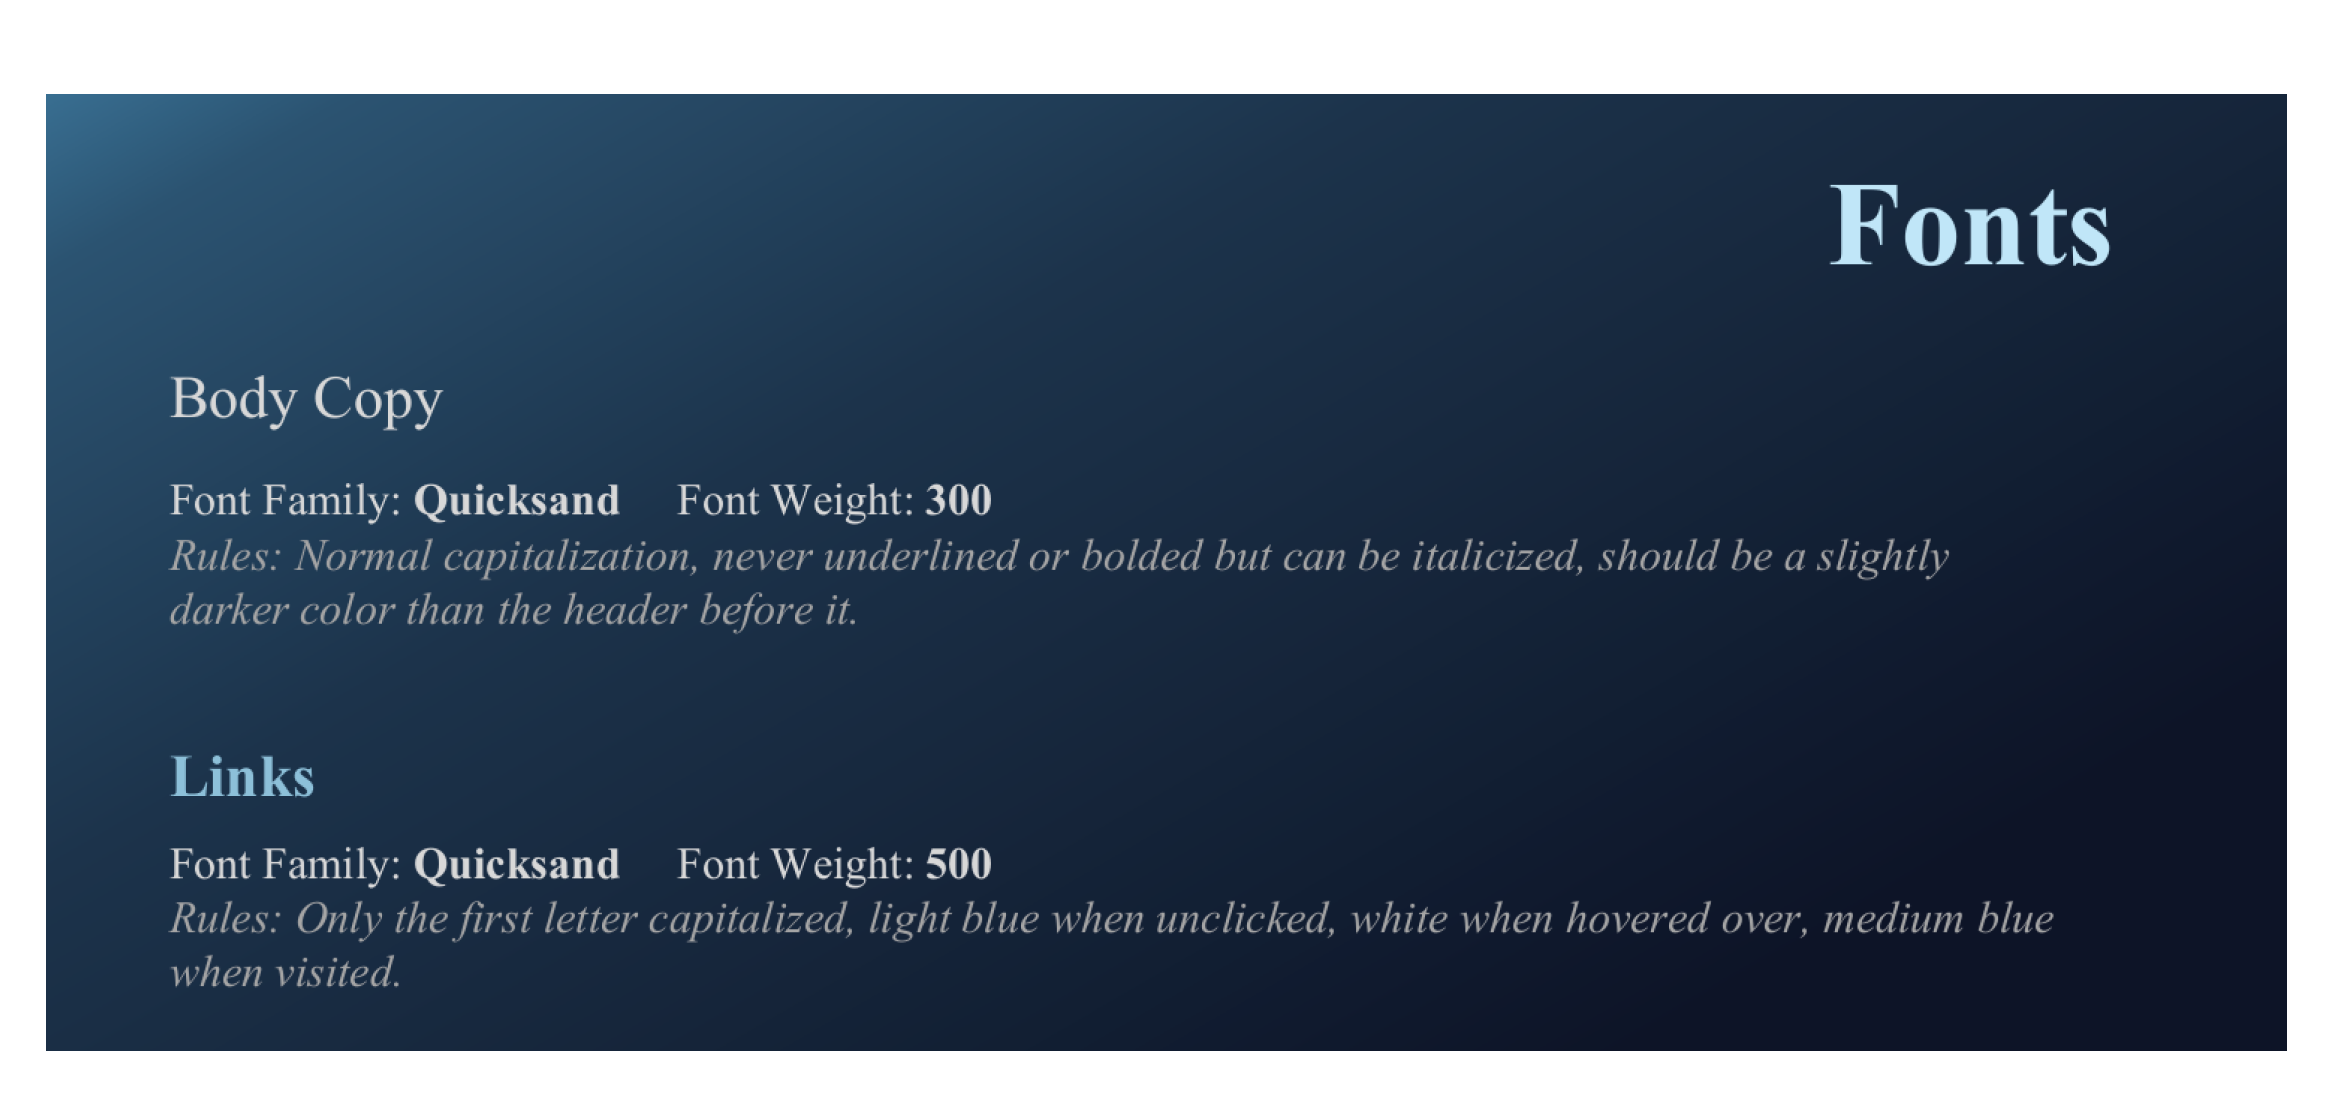 Fonts
Body Copy
Font Family: Quicksand Font Weight: 300
Rules: Normal capitalization, never underlined or bolded but can be italicized, should be a slightly
darker color than the header before it.
Links
Font Family: Quicksand Font Weight: 500
Rules: Only the first letter capitalized, light blue when unclicked, white when hovered over, medium blue
when visited.